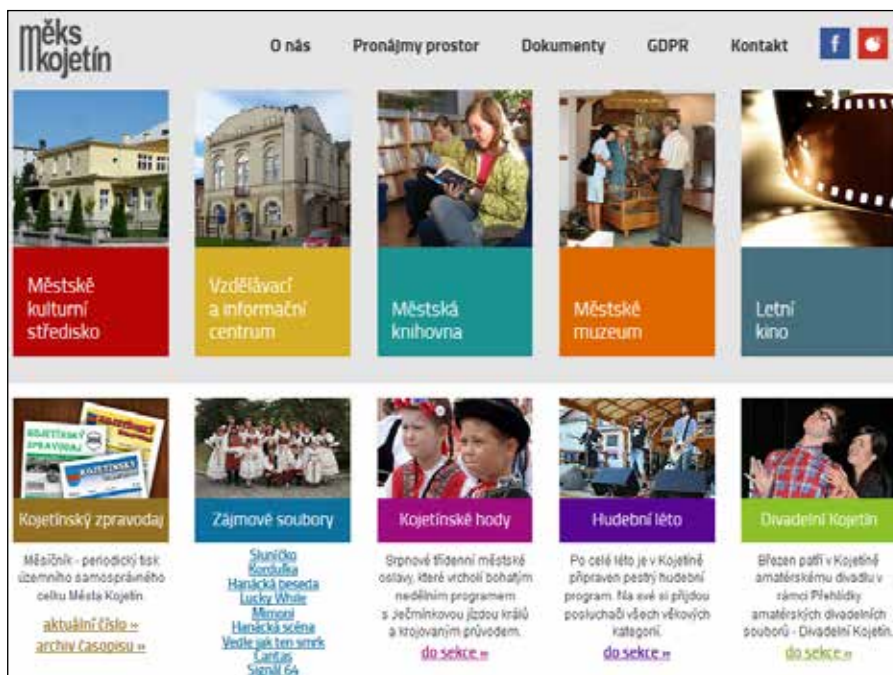 měks
kojetín
O nás Pronájmy prostor Dokumenty GDPR Kontakt f
Městské
kulturní
středisko
Vzdělávací
a informační
centrum
Městská
knihovna
Městské
muzeum
Letní
kino
KOJETÍNSKÝ
ZPRAVODAJ
KOJETÍNSKÝ
Kojetínský zpravodaj
Měsíčník - periodický tisk
územního samosprávného
celku Města Kojetín.
aktuální číslo »
archiv časopisu »
Zájmové soubory
Sluníčko
Kordulka
Hanácká beseda
Lucky White
Mimoni
Hanácká scéna
Vedle jak ten smrk
Cantas
Signál 64
Kojetínské hody
Srpnové třídenní městské
oslavy, které vrcholí bohatým
nedělním programem
s Ječmínkovou jízdou králů
a krojovaným průvodem.
do sekce »
Hudební léto
Po celé léto je v Kojetíně
připraven pestrý hudební
program. Na své si přijdou
posluchači všech věkových
kategorií.
do sekce »
Divadelní Kojetín
Březen patří v Kojetíně
amatérskému divadlu v
rámci Přehlídky
amatérských divadelních
souborů - Divadelní Kojetín.
do sekce »